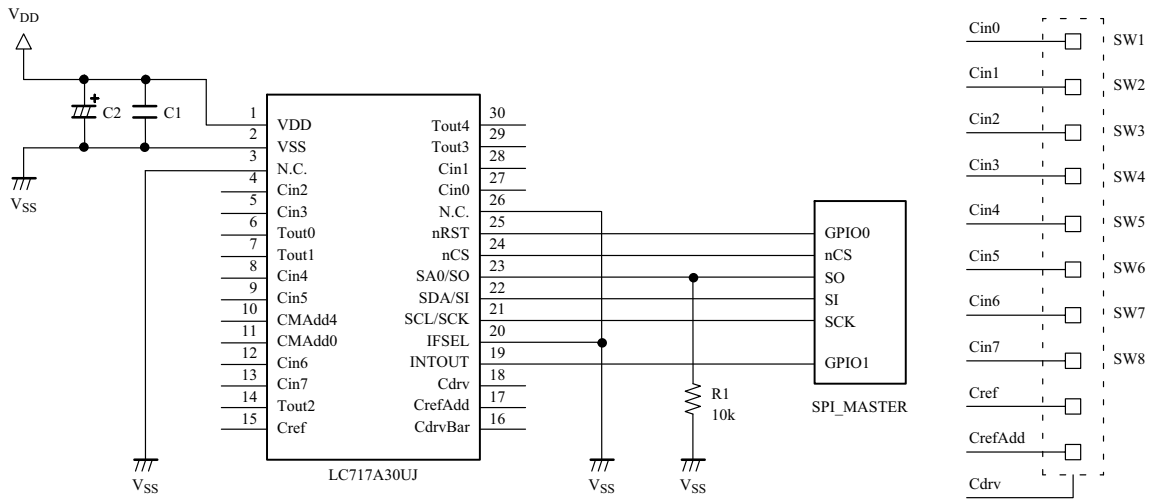 VDD
C2
C1
VSS
1 VDD
2 VSS
3 N.C.
4 Cin2
5 Cin3
6 Tout0
7 Tout1
8 Cin4
9 Cin5
10 CMAdd4
11 CMAdd0
12 Cin6
13 Cin7
14 Tout2
15 Cref
Tout4 30
Tout3 29
Cin1 28
Cin0 27
N.C. 26
nRST 25
nCS 24
SA0/SO 23
SDA/SI 22
SCL/SCK 21
IFSEL 20
INTOUT 19
Cdrv 18
CrefAdd 17
CdrvBar 16
LC717A30UJ
VSS
VSS
R1
10k
VSS
GPIO0
nCS
SO
SI
SCK
GPIO1
SPI_MASTER
Cin0 SW1
Cin1 SW2
Cin2 SW3
Cin3 SW4
Cin4 SW5
Cin5 SW6
Cin6 SW7
Cin7 SW8
Cref
CrefAdd
Cdrv